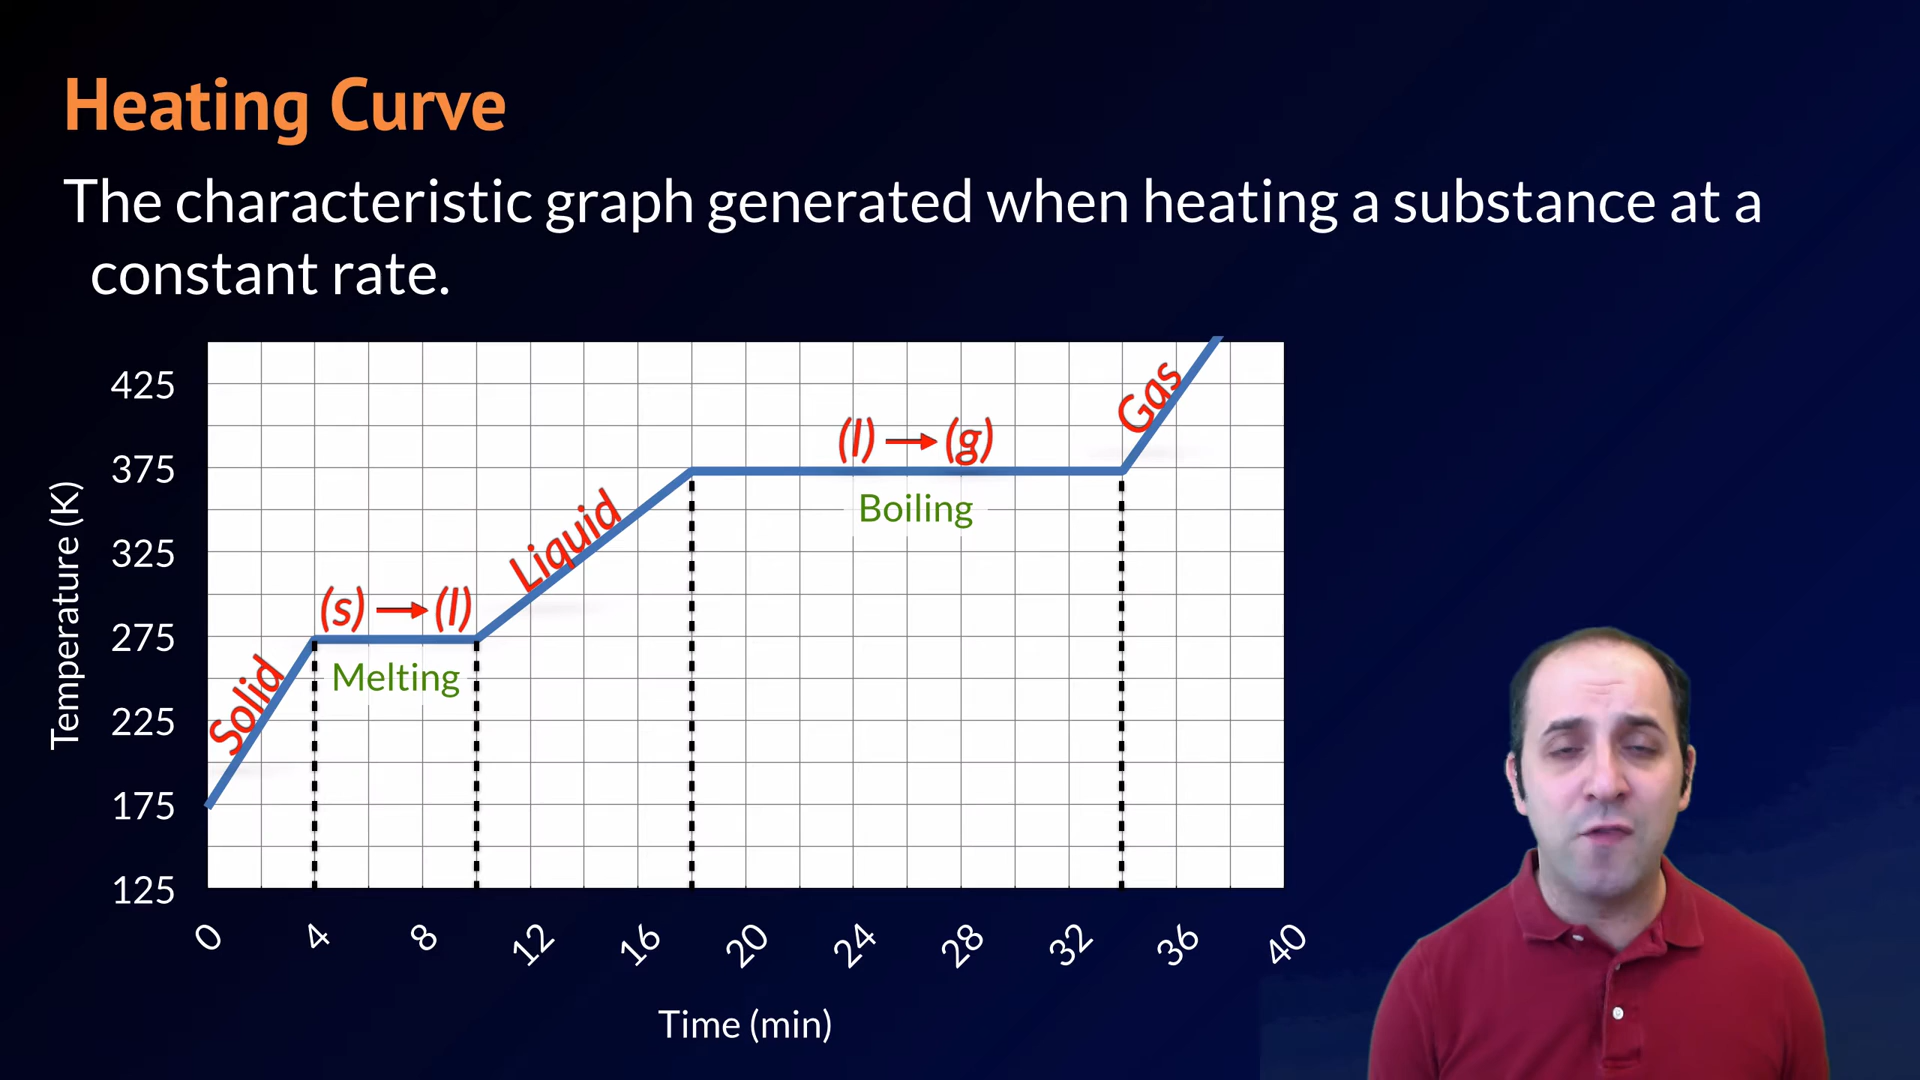 Heating Curve
The characteristic graph generated when heating a substance at a
constant rate.
Temperature (K)
425
375
325
275
225
175
125
Solid
(s) → (l)
Melting
Liquid
(l) → (g)
Boiling
Gas
0 4 8 12 16 20 24 28 32 36 40
Time (min)